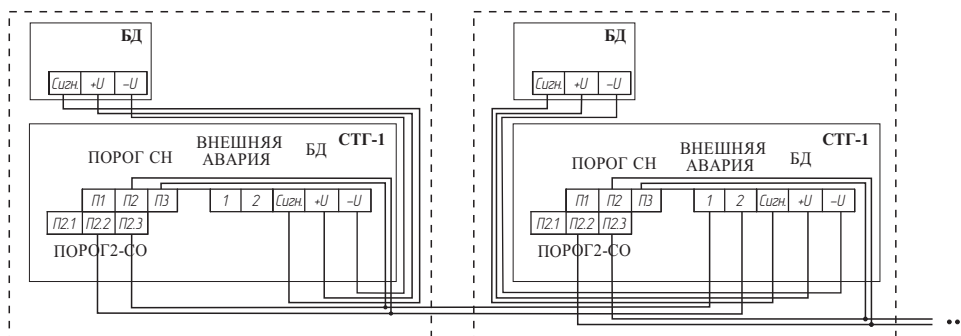 БД
Сигн. +U –U
СТГ-1
ПОРОГ СН
ВНЕШНЯЯ
АВАРИЯ
БД
П1 П2 П3
1 2 Сигн. +U –U
П2.1 П2.2 П2.3
ПОРОГ2-СО
БД
Сигн. +U –U
СТГ-1
ПОРОГ СН
ВНЕШНЯЯ
АВАРИЯ
БД
П1 П2 П3
1 2 Сигн. +U –U
П2.1 П2.2 П2.3
ПОРОГ2-СО